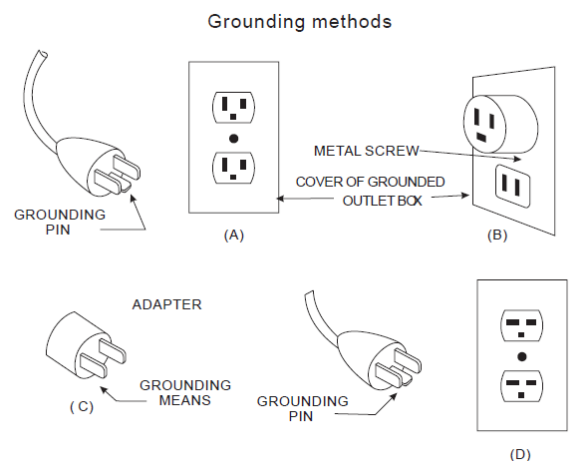 Grounding methods
METAL SCREW
COVER OF GROUNDED
OUTLET BOX
GROUNDING
PIN
(A)
(B)
ADAPTER
GROUNDING
MEANS
( C)
GROUNDING
PIN
(D)